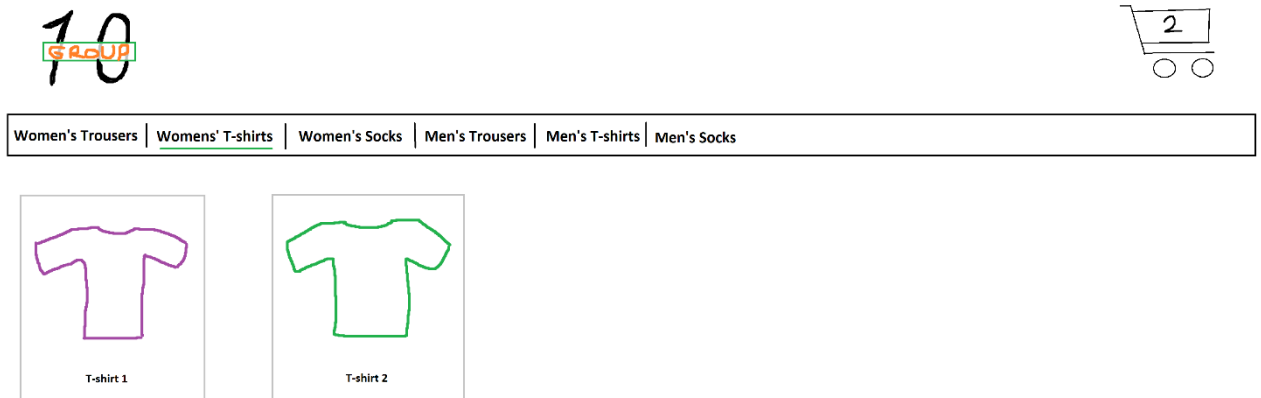 10
GROUP
2
Women's Trousers
Womens' T-shirts
Women's Socks
Men's Trousers
Men's T-shirts
Men's Socks
T-shirt 1
T-shirt 2